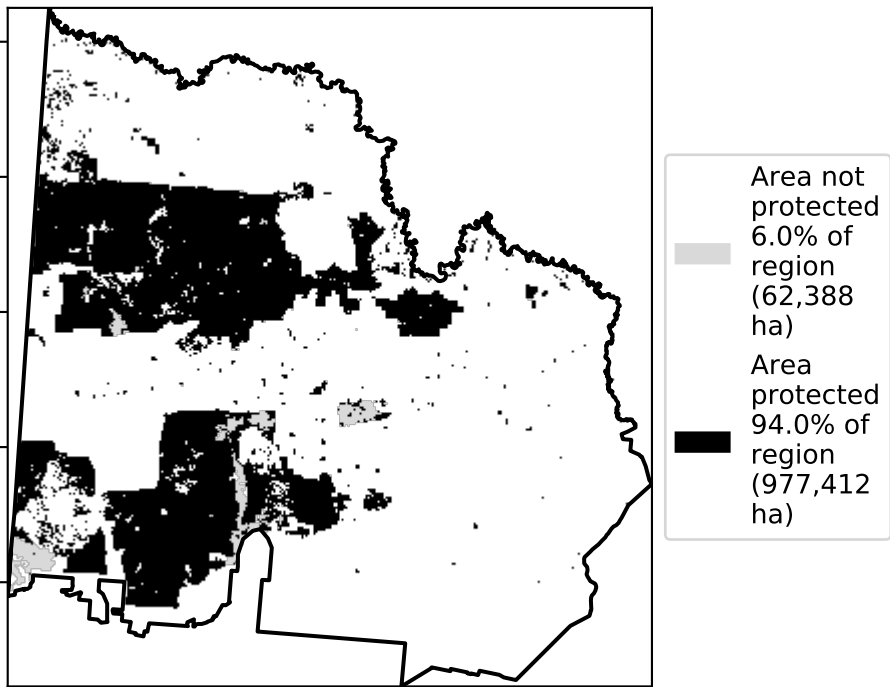 Area not
protected
6.0% of
region
(62,388
ha)
Area
protected
94.0% of
region
(977,412
ha)